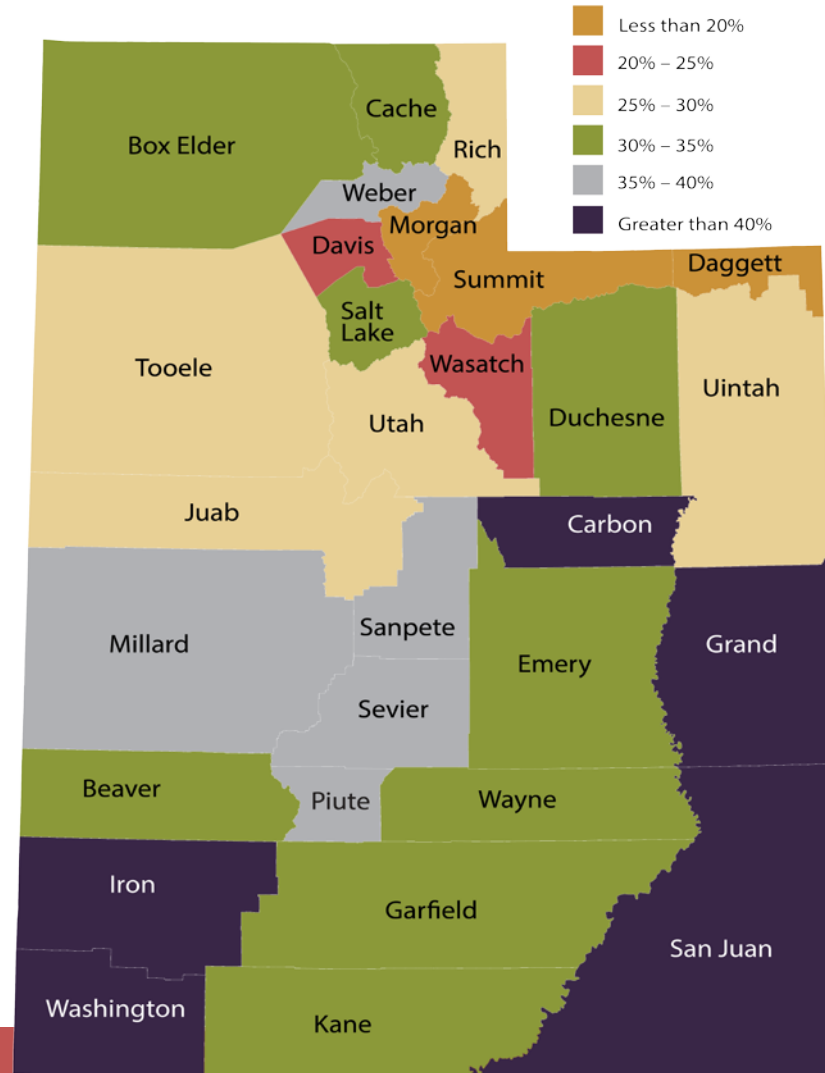 Less than 20%
20% – 25%
25% – 30%
30% – 35%
35% – 40%
Greater than 40%
Box Elder
Cache
Rich
Weber
Morgan
Davis
Summit
Daggett
Salt
Lake
Tooele
Wasatch
Utah
Duchesne
Uintah
Juab
Carbon
Millard
Sanpete
Emery
Grand
Sevier
Beaver
Piute
Wayne
Iron
Garfield
San Juan
Washington
Kane